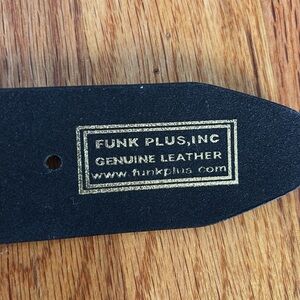 FUNK PLUS,INC
GENUINE LEATHER
www.funkplus.com